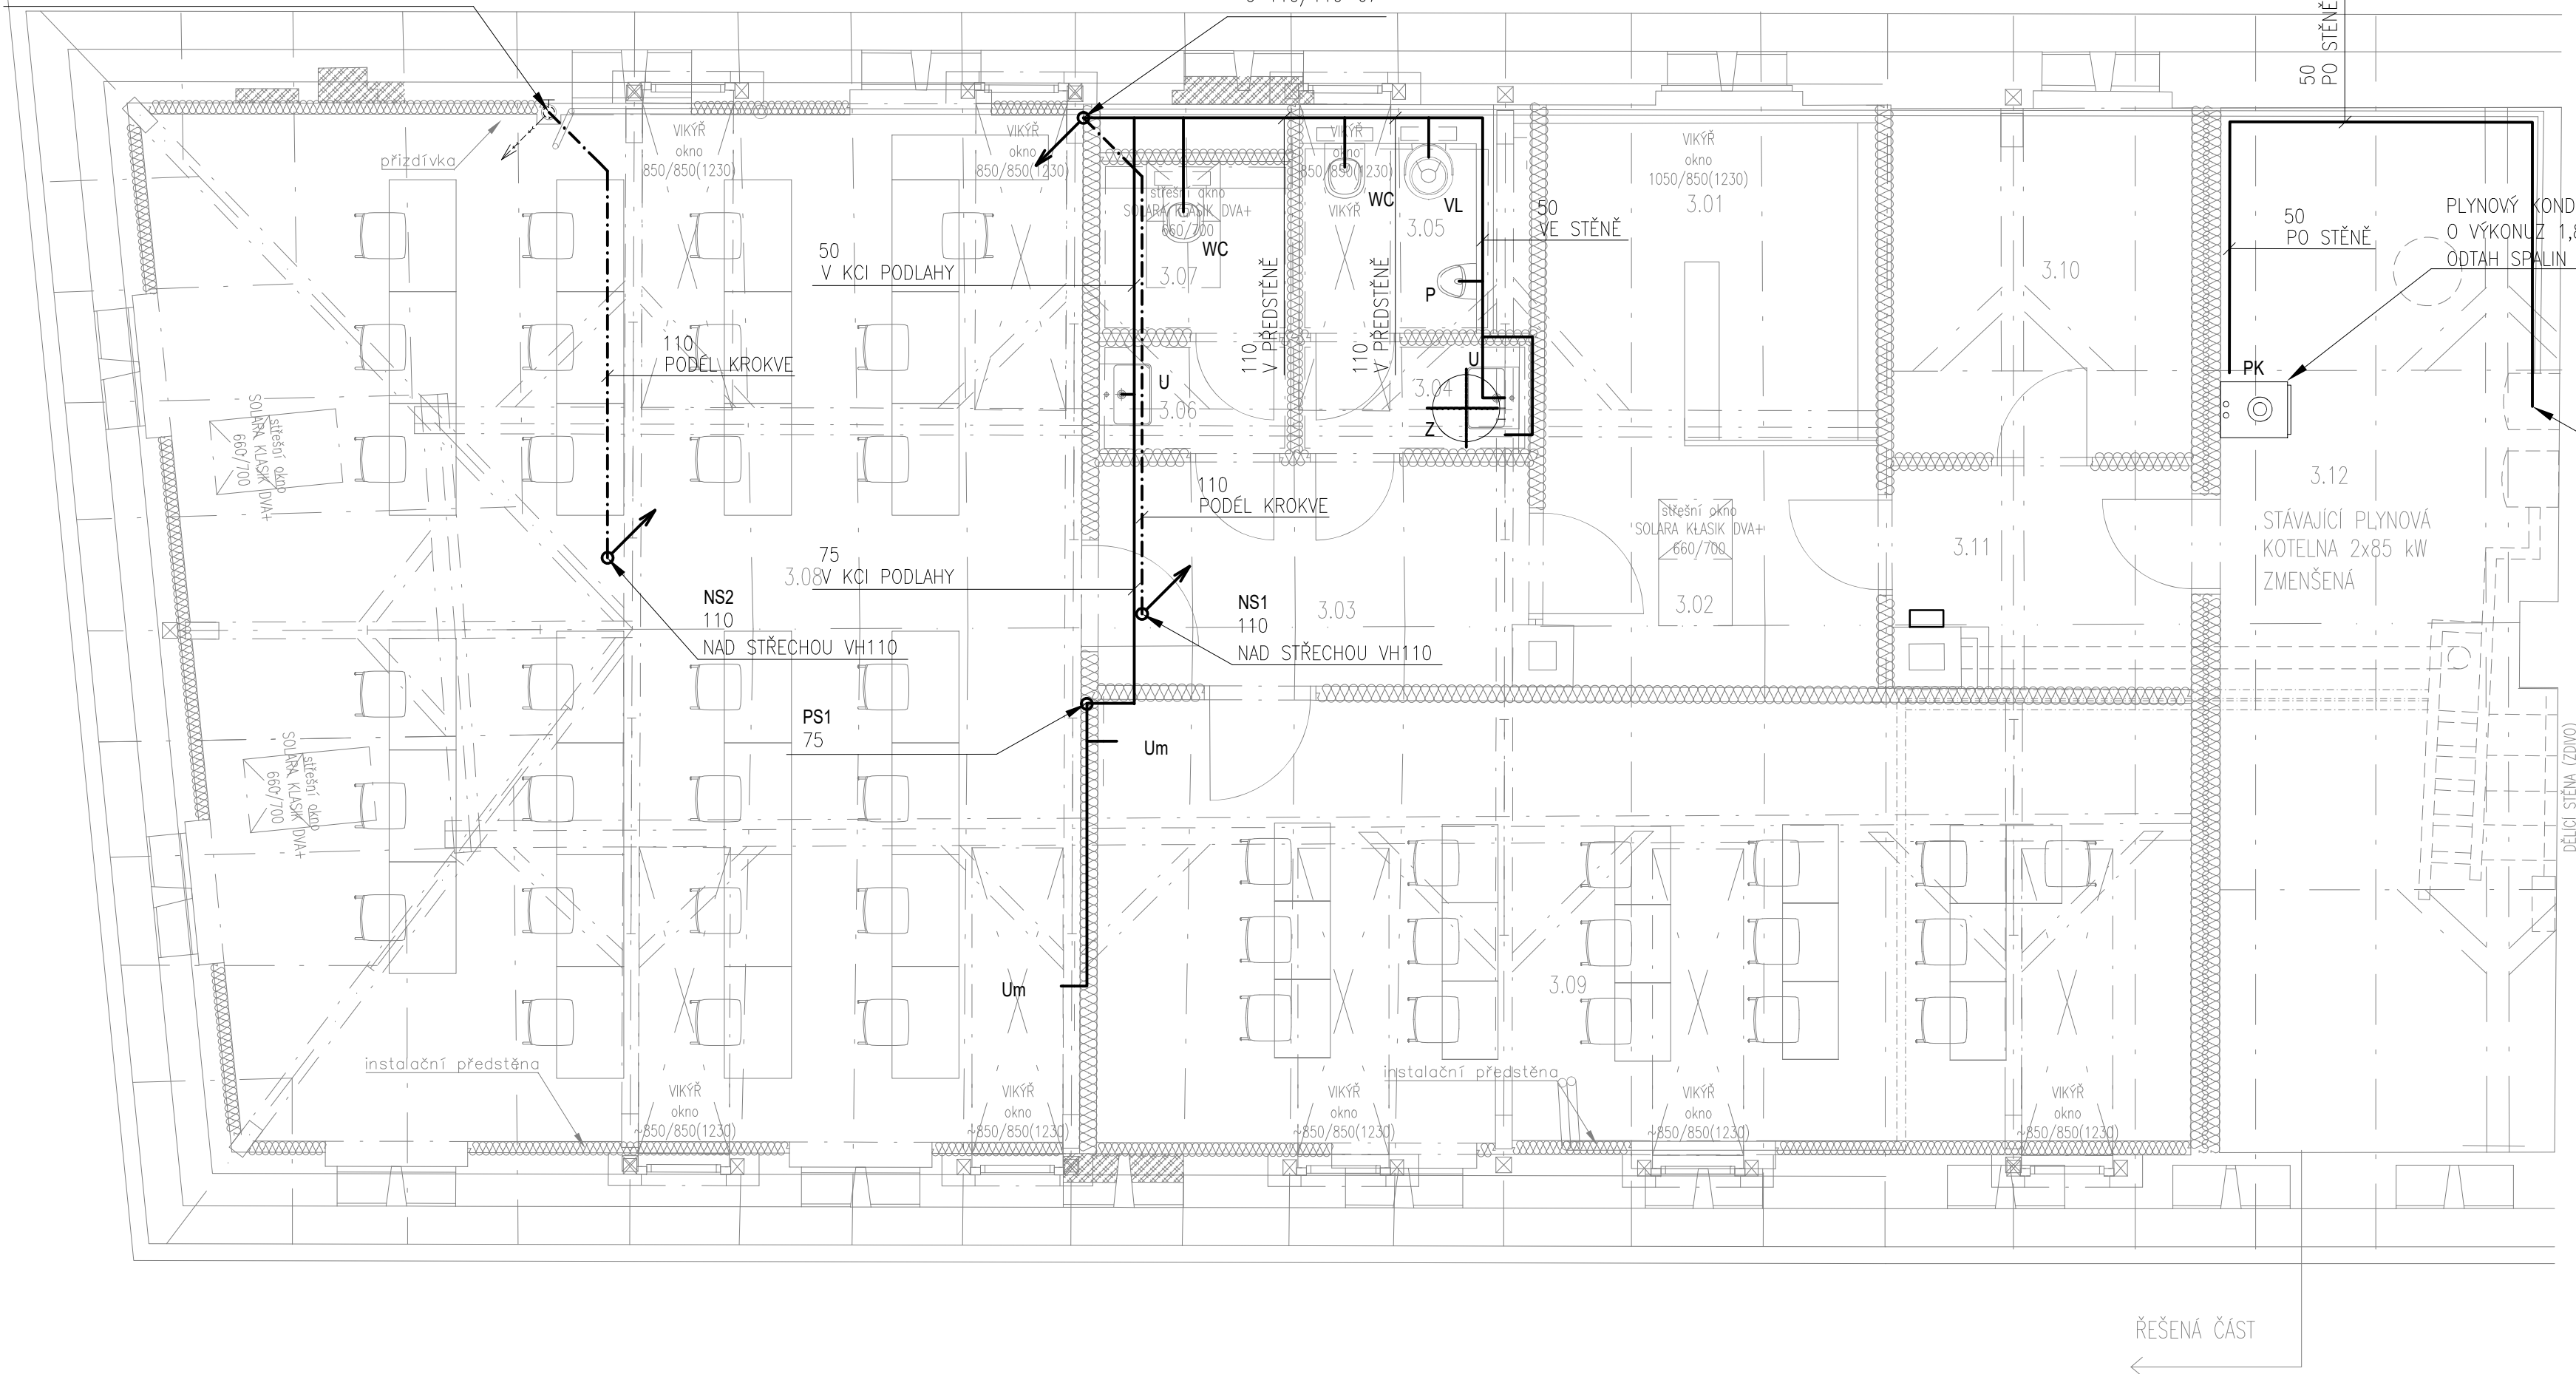 50
PO STĚNĚ
přizdívka
VIKÝŘ
okno
850/850(1230)
VIKÝŘ
okno
850/850(1230)
VIKÝŘ
okno
850/850(1230)
VIKÝŘ
VIKÝŘ
okno
1050/850(1230)
3.01
střešní okno
SOLARA KLASIK DVA+
660/700
WC
3.07
WC
VL
3.05
50
VE STĚNĚ
P
50
V KCI PODLAHY
110
V PŘEDSTĚNĚ
110
V PŘEDSTĚNĚ
3.10
50
PO STĚNĚ
PLYNOVÝ
O VÝKONU
ODTAH SPALIN
PK
110
PODÉL KROKVE
U
3.06
U
3.04
Z
střešní okno
SOLARA KLASIK DVA+
660/700
110
PODÉL KROKVE
střešní okno
SOLARA KLASIK DVA+
660/700
3.12
STÁVAJÍCÍ PLYNOVÁ
KOTELNA 2x85 kW
ZMENŠENÁ
3.11
75
V KCI PODLAHY
3.08
NS2
110
NAD STŘECHOU VH110
NS1
110
NAD STŘECHOU VH110
3.03
3.02
PS1
75
Um
střešní okno
SOLARA KLASIK DVA+
660/700
DĚLÍCÍ STĚNA (ZDIVO)
Um
3.09
instalační předstěna
instalační předstěna
VIKÝŘ
okno
~850/850(1230)
VIKÝŘ
okno
~850/850(1230)
VIKÝŘ
okno
~850/850(1230)
VIKÝŘ
okno
~850/850(1230)
VIKÝŘ
okno
~850/850(1230)
ŘEŠENÁ ČÁST